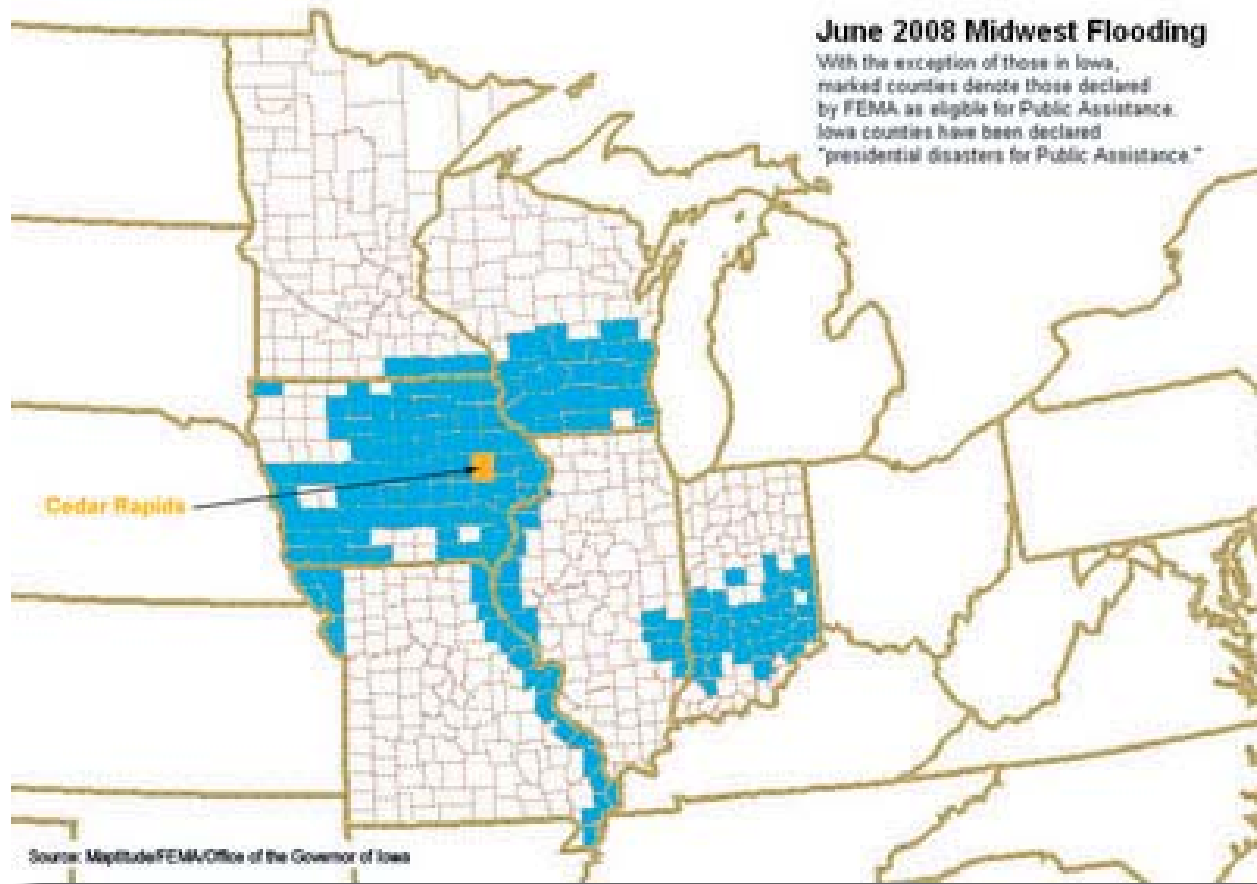 June 2008 Midwest Flooding
With the exception of those in Iowa,
marked counties denote those declared
by FEMA as eligible for Public Assistance.
Iowa counties have been declared
"presidential disasters for Public Assistance."
Cedar Rapids
Source: Maptitude/FEMA/Office of the Governor of Iowa